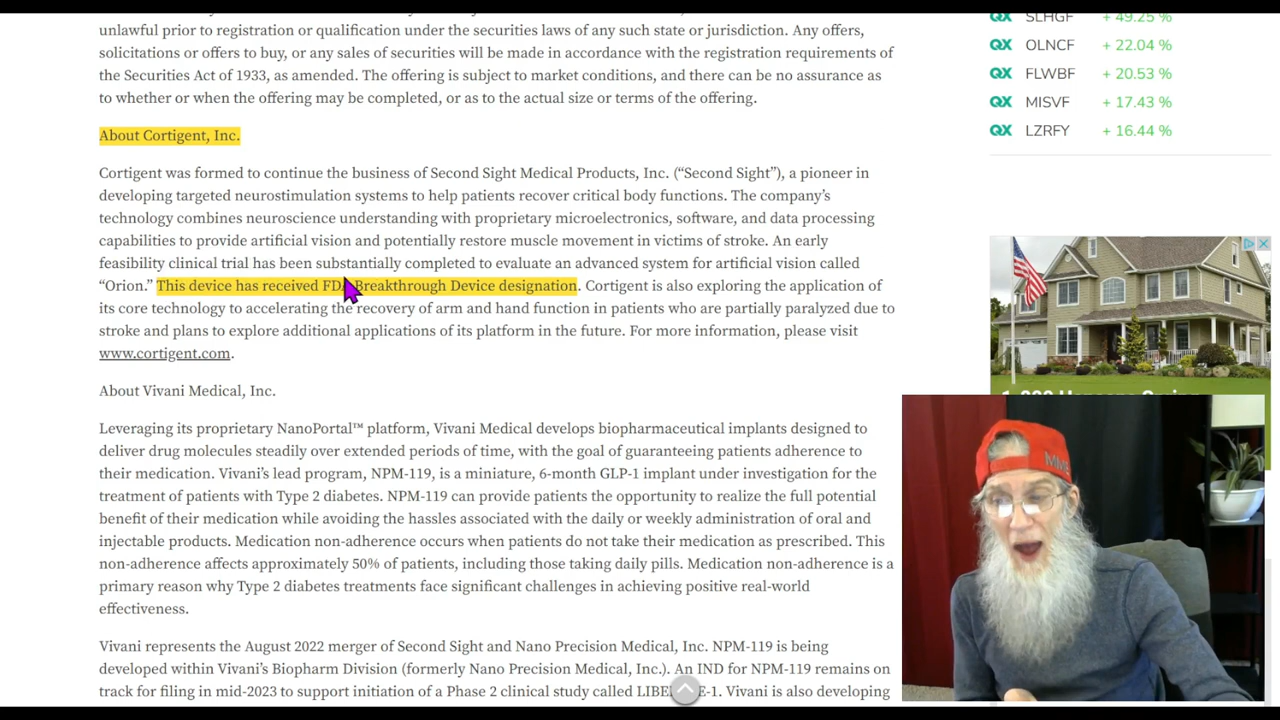 unlawful prior to registration or qualification under the securities laws of any such state or jurisdiction. Any offers,
solicitations or offers to buy, or any sales of securities will be made in accordance with the registration requirements of
the Securities Act of 1933, as amended. The offering is subject to market conditions, and there can be no assurance as
to whether or when the offering may be completed, or as to the actual size or terms of the offering.
About Cortigent, Inc.
Cortigent was formed to continue the business of Second Sight Medical Products, Inc. (“Second Sight”), a pioneer in
developing targeted neurostimulation systems to help patients recover critical body functions. The company’s
technology combines neuroscience understanding with proprietary microelectronics, software, and data processing
capabilities to provide artificial vision and potentially restore muscle movement in victims of stroke. An early
feasibility clinical trial has been substantially completed to evaluate an advanced system for artificial vision called
“Orion.” This device has received FDA Breakthrough Device designation. Cortigent is also exploring the application of
its core technology to accelerating the recovery of arm and hand function in patients who are partially paralyzed due to
stroke and plans to explore additional applications of its platform in the future. For more information, please visit
www.cortigent.com.
About Vivani Medical, Inc.
Leveraging its proprietary NanoPortal™ platform, Vivani Medical develops biopharmaceutical implants designed to
deliver drug molecules steadily over extended periods of time, with the goal of guaranteeing patients adherence to
their medication. Vivani’s lead program, NPM-119, is a miniature, 6-month GLP-1 implant under investigation for the
treatment of patients with Type 2 diabetes. NPM-119 can provide patients the opportunity to realize the full potential
benefit of their medication while avoiding the hassles associated with the daily or weekly administration of oral and
injectable products. Medication non-adherence occurs when patients do not take their medication as prescribed. This
non-adherence affects approximately 50% of patients, including those taking daily pills. Medication non-adherence is a
primary reason why Type 2 diabetes treatments face significant challenges in achieving positive real-world
effectiveness.
Vivani represents the August 2022 merger of Second Sight and Nano Precision Medical, Inc. NPM-119 is being
developed within Vivani’s Biopharm Division (formerly Nano Precision Medical, Inc.). An IND for NPM-119 remains on
track for filing in mid-2023 to support initiation of a Phase 2 clinical study called Vivani is also developing
QX SLHGF + 49.25 %
QX OLNCF + 22.04 %
QX FLWBF + 20.53 %
QX MISVF + 17.43 %
QX LZRFY + 16.44 %